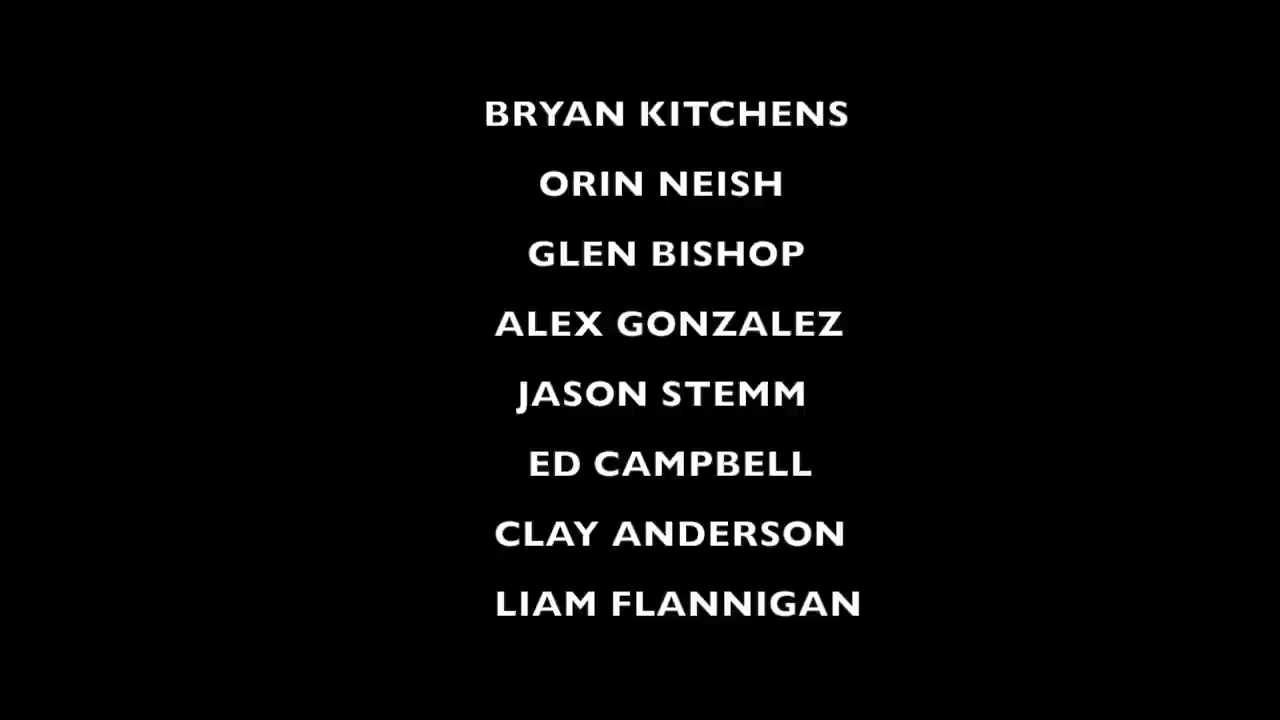 BRYAN KITCHENS
ORIN NEISH
GLEN BISHOP
ALEX GONZALEZ
JASON STEMM
ED CAMPBELL
CLAY ANDERSON
LIAM FLANNIGAN